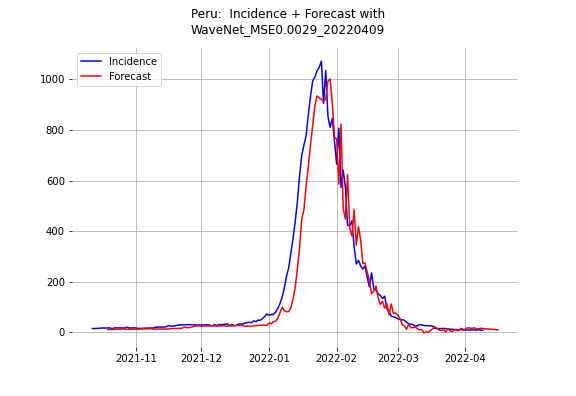 Peru:  Incidence + Forecast with
WaveNet_MSE0.0029_20220409
Incidence
Forecast
1000
800
600
400
200
0
2021-11 2021-12 2022-01 2022-02 2022-03 2022-04